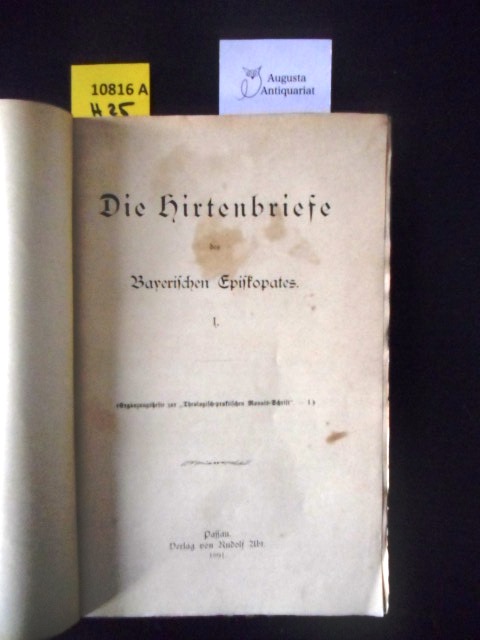 10816 A
H 25
Augusta
Antiquariat
Die Hirtenbriefe
des
Bayerischen Episkopates.
I.
(Ergänzungshefte zur „Theologisch-praktischen Monats-Schrift“. — I.)
Passau.
Verlag von Rudolf Abt.